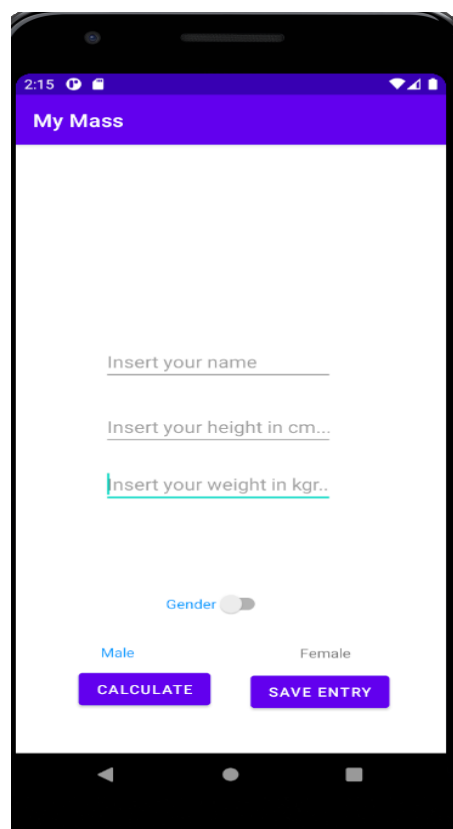 2:15
My Mass
Insert your name
Insert your height in cm...
Insert your weight in kgr..
Gender
Male Female
CALCULATE SAVE ENTRY